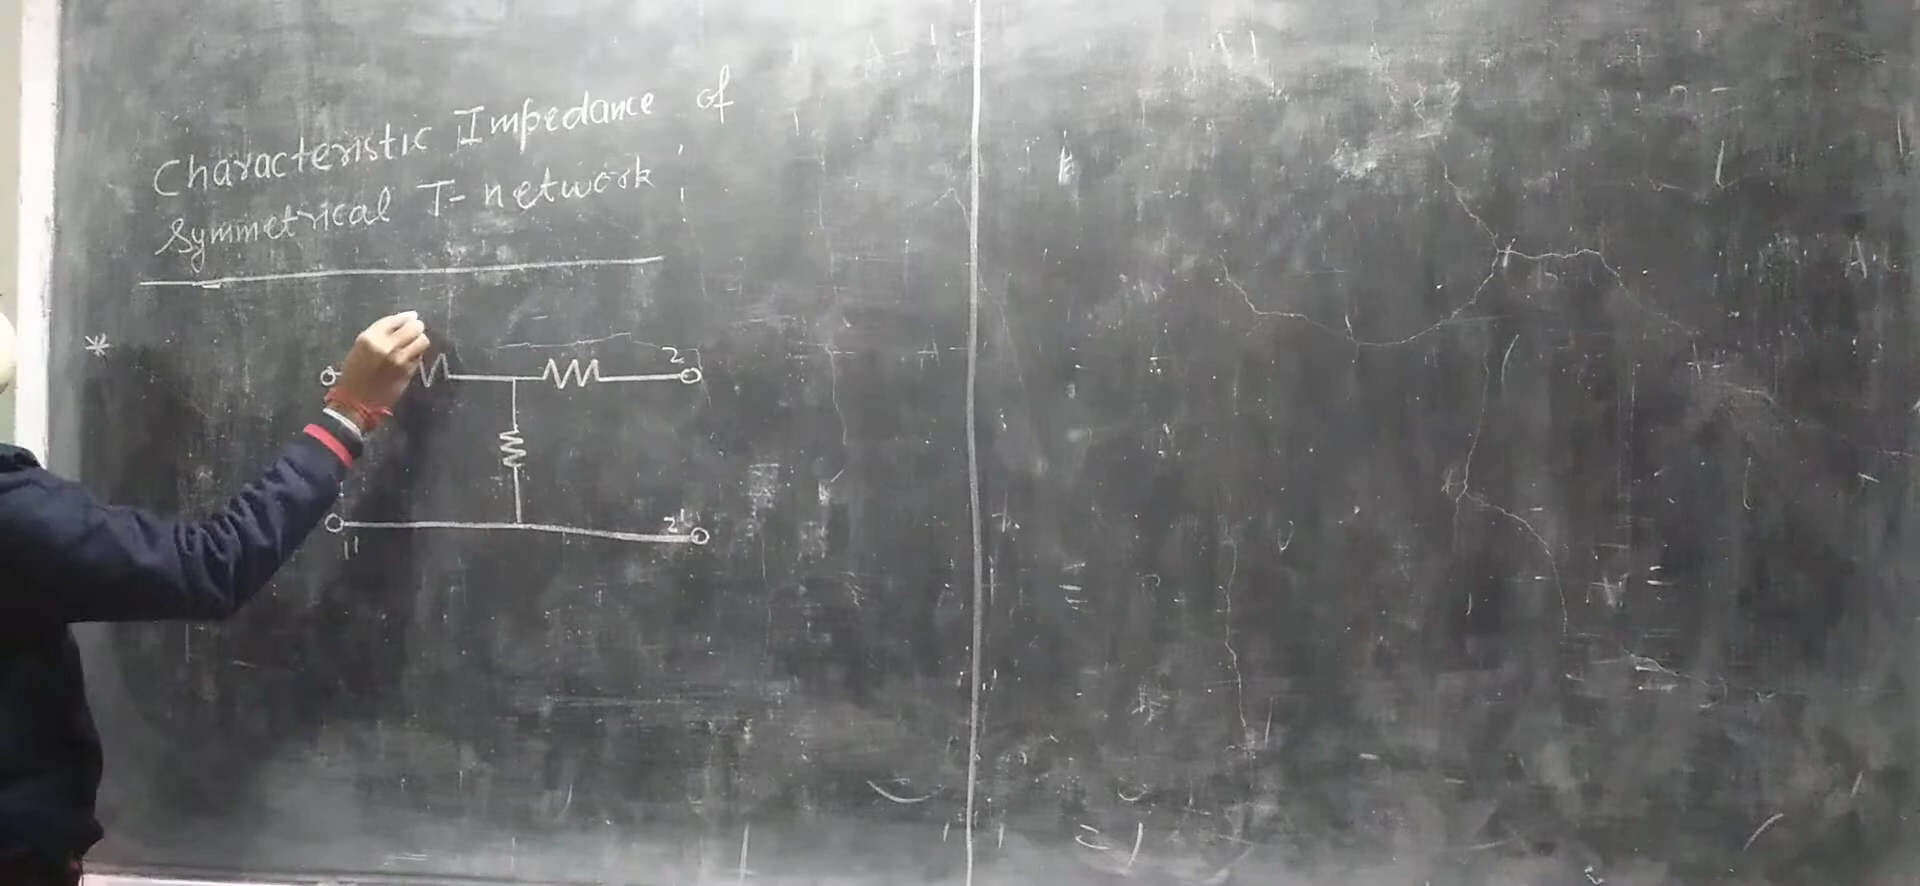 Characteristic Impedance of
Symmetrical T-network :
*
2
1'
2'